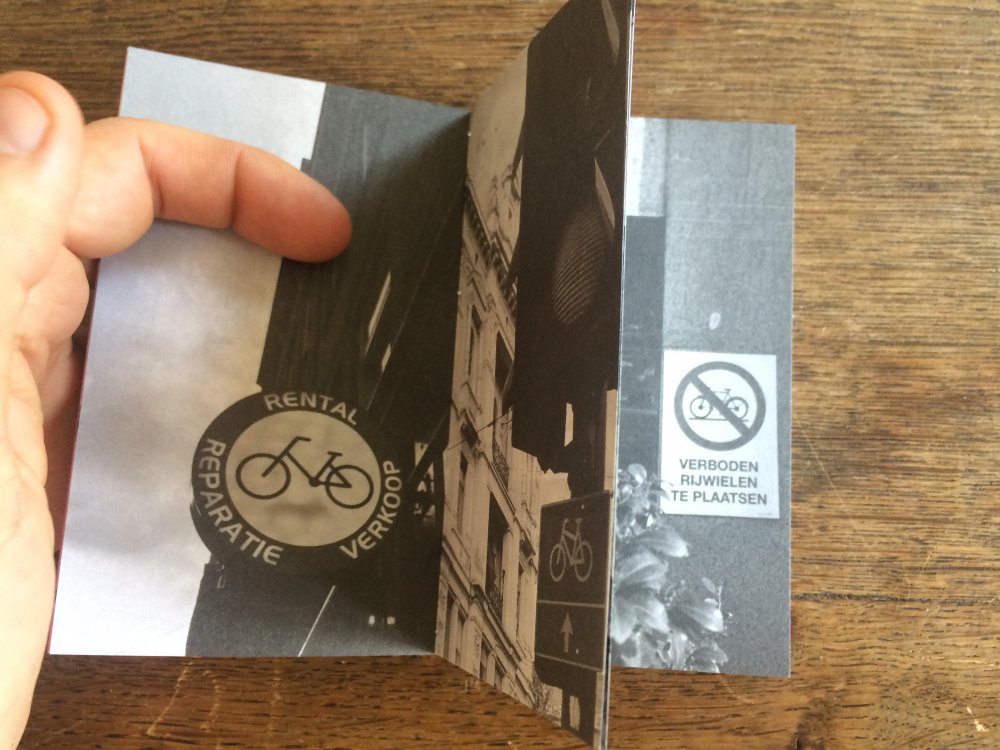 RENTAL
REPARATIE
VERKOOP
VERBODEN
RIJWIELEN
TE PLAATSEN